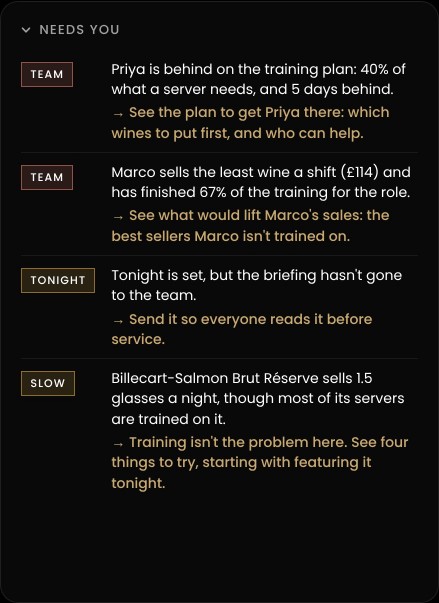 NEEDS YOU
TEAM
Priya is behind on the training plan: 40% of
what a server needs, and 5 days behind.
→ See the plan to get Priya there: which
wines to put first, and who can help.
TEAM
Marco sells the least wine a shift (£114) and
has finished 67% of the training for the role.
→ See what would lift Marco's sales: the
best sellers Marco isn't trained on.
TONIGHT
Tonight is set, but the briefing hasn't gone
to the team.
→ Send it so everyone reads it before
service.
SLOW
Billecart-Salmon Brut Réserve sells 1.5
glasses a night, though most of its servers
are trained on it.
→ Training isn't the problem here. See four
things to try, starting with featuring it
tonight.